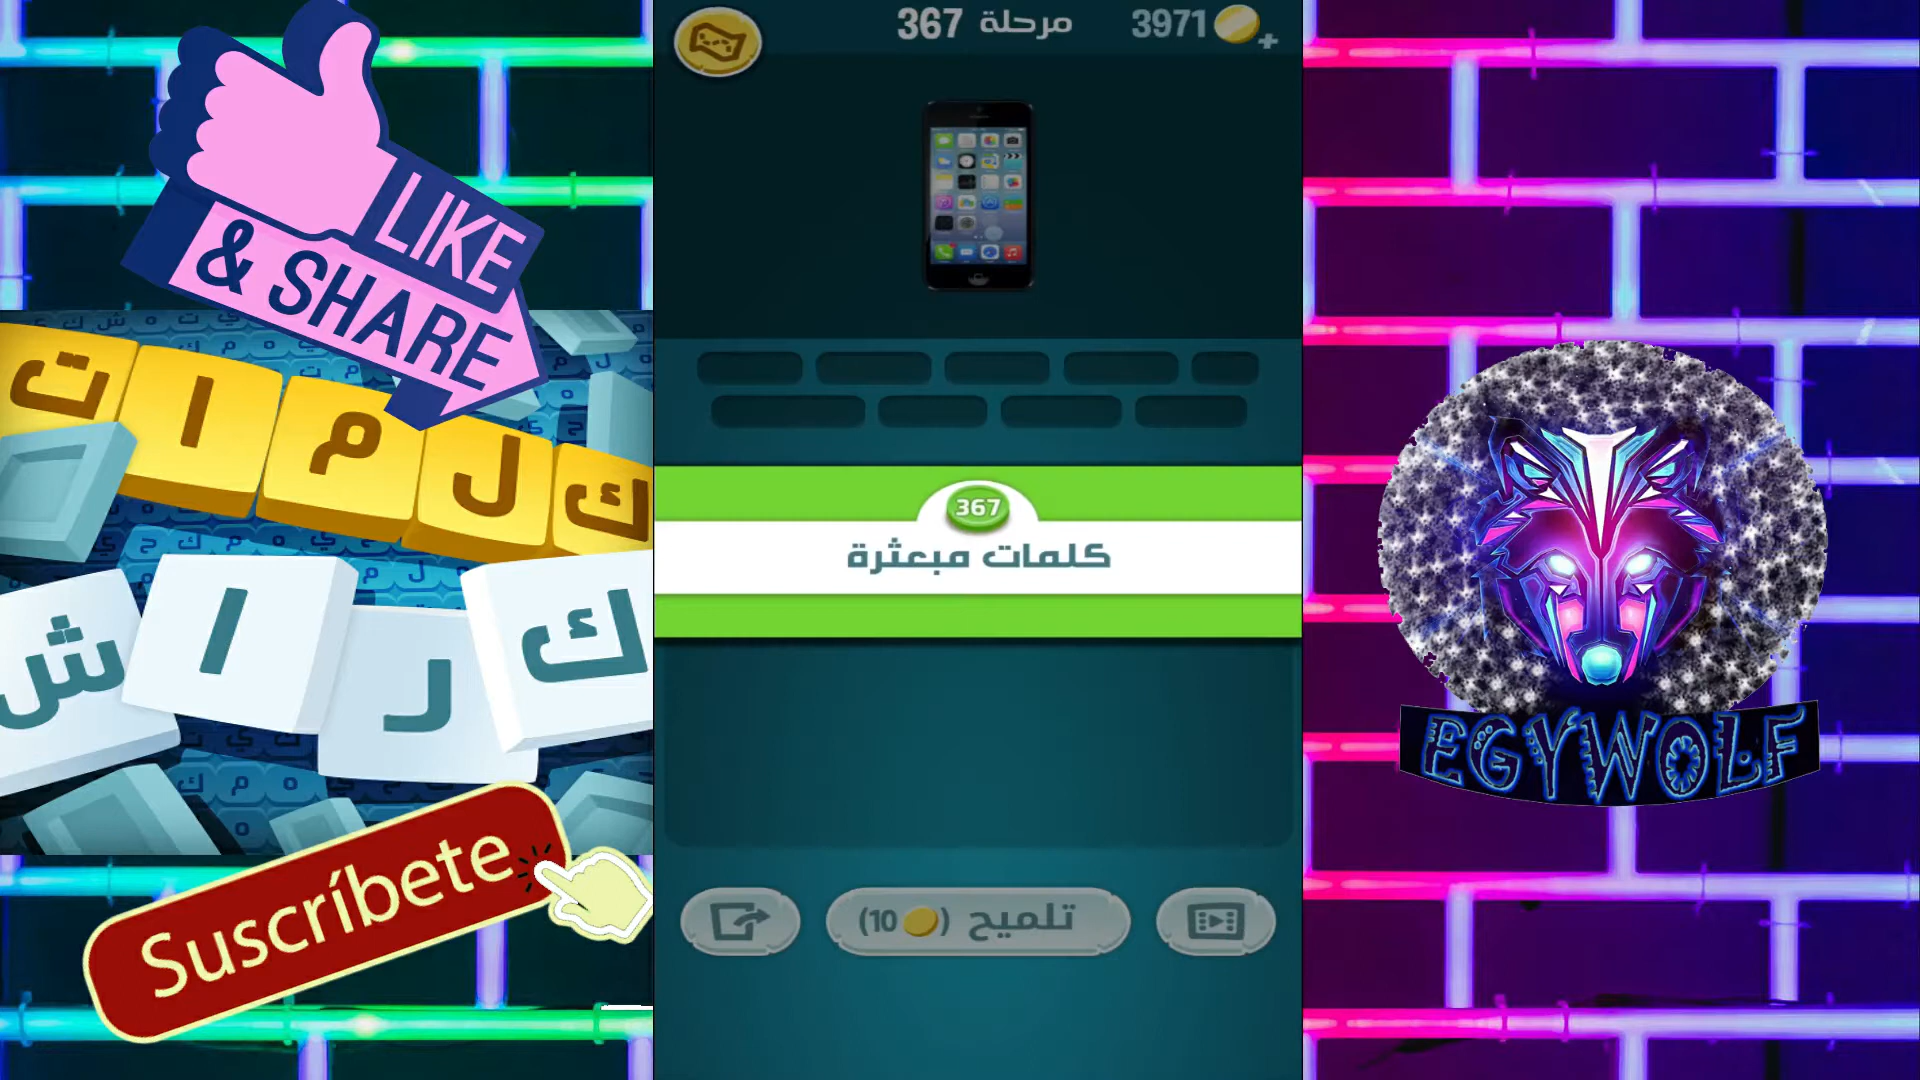 LIKE
& SHARE
كلمات
كراش
Suscríbete
مرحلة 367
3971
367
كلمات مبعثرة
تلميح (10)
EGYWOLF